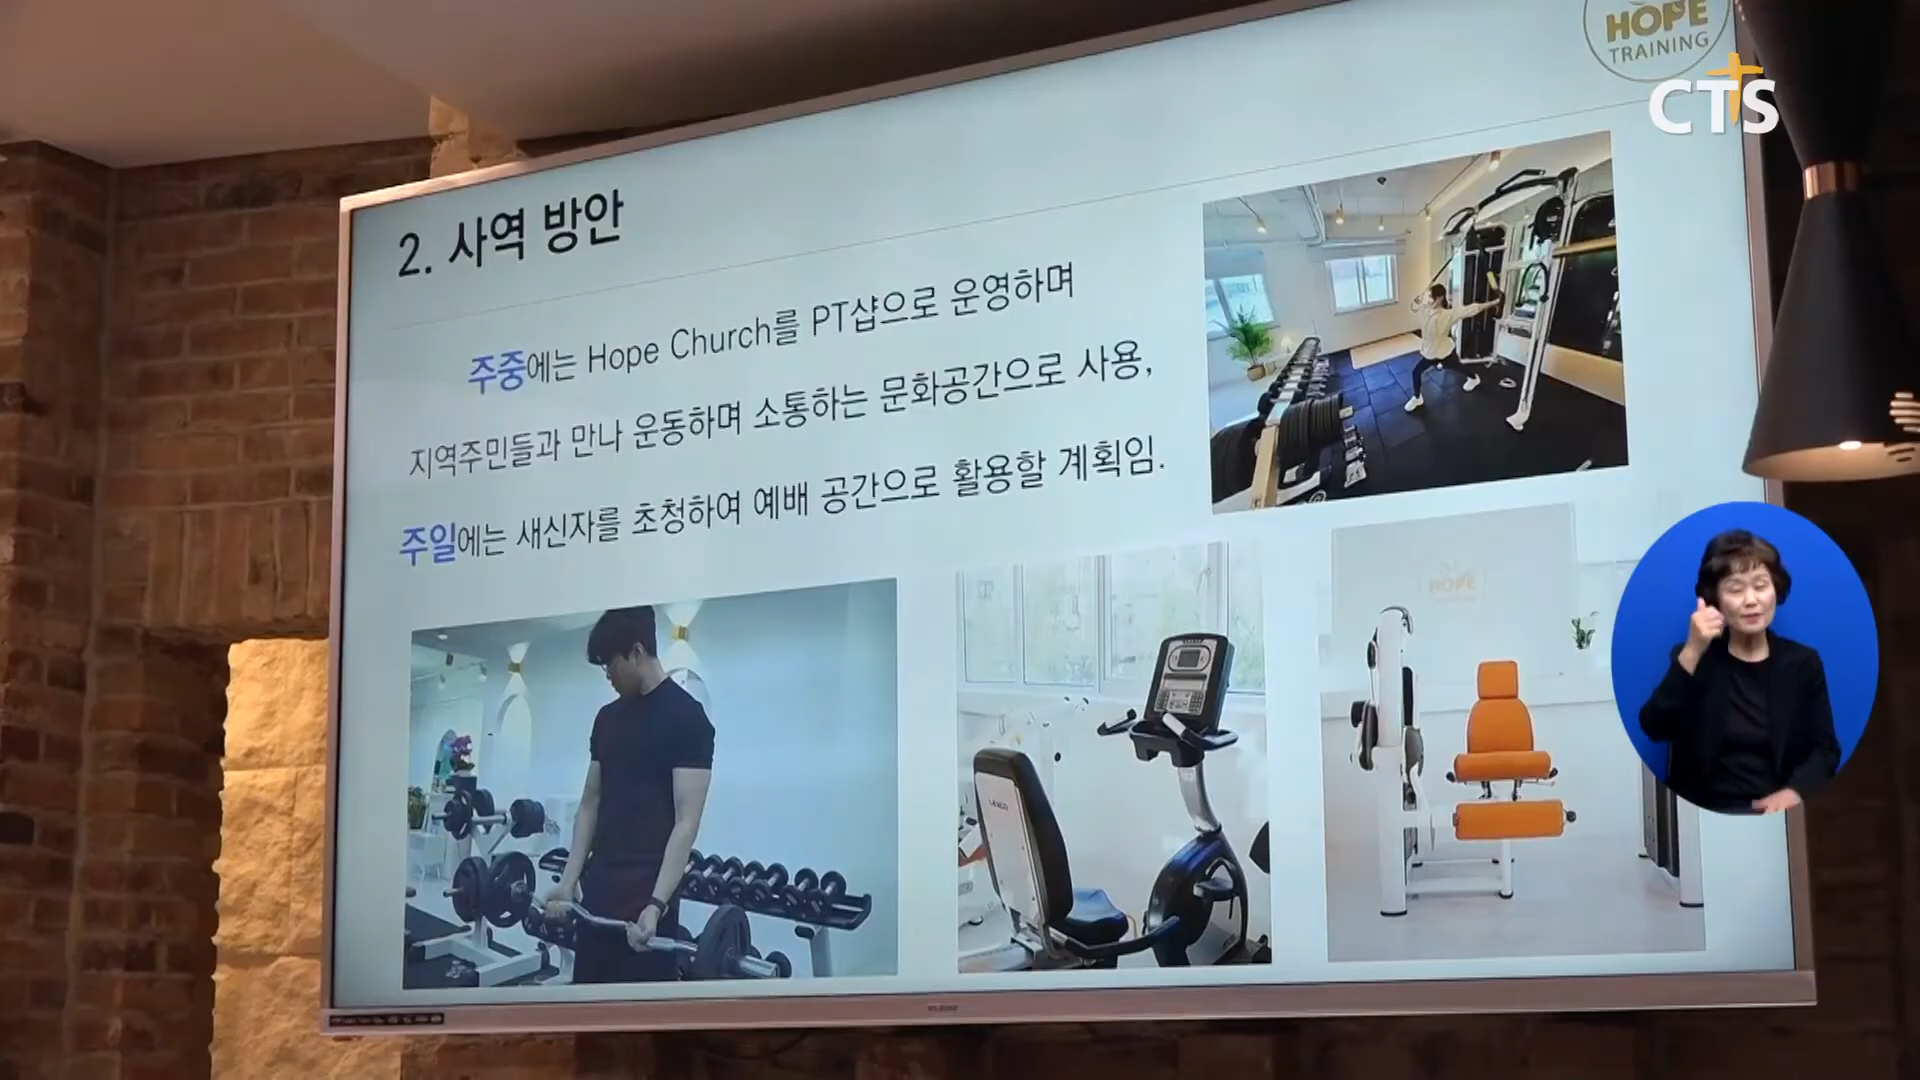 HOPE
TRAINING
CTS
2. 사역 방안
주중에는 Hope Church를 PT샵으로 운영하며
지역주민들과 만나 운동하며 소통하는 문화공간으로 사용,
주일에는 새신자를 초청하여 예배 공간으로 활용할 계획임.
HOPE